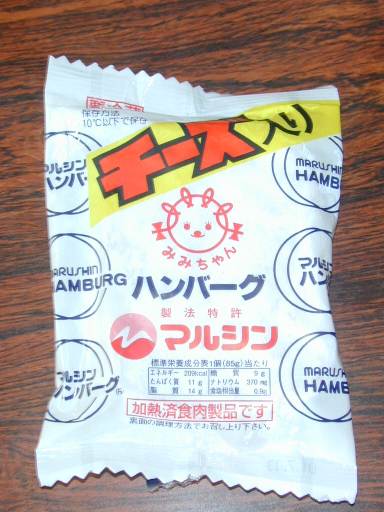 要冷蔵
保存方法
10℃以下で保存
チーズ入り
マルシン
ハンバー
MARUSHIN
HAMBU
みみちゃん
MARUSHIN
HAMBURG
マルシン
ハン
ハンバーグ
製法特許
マルシン
マルシン
ハンバーグ
MARUSHIN
HAMB
標準栄養成分表1個(85g)当たり
エネルギー 209kcal 糖質 9g
たんぱく質 11g ナトリウム 370mg
脂質 14g 食塩相当量 0.9g
加熱済食肉製品です
裏面の調理方法でお召し上り下さい。